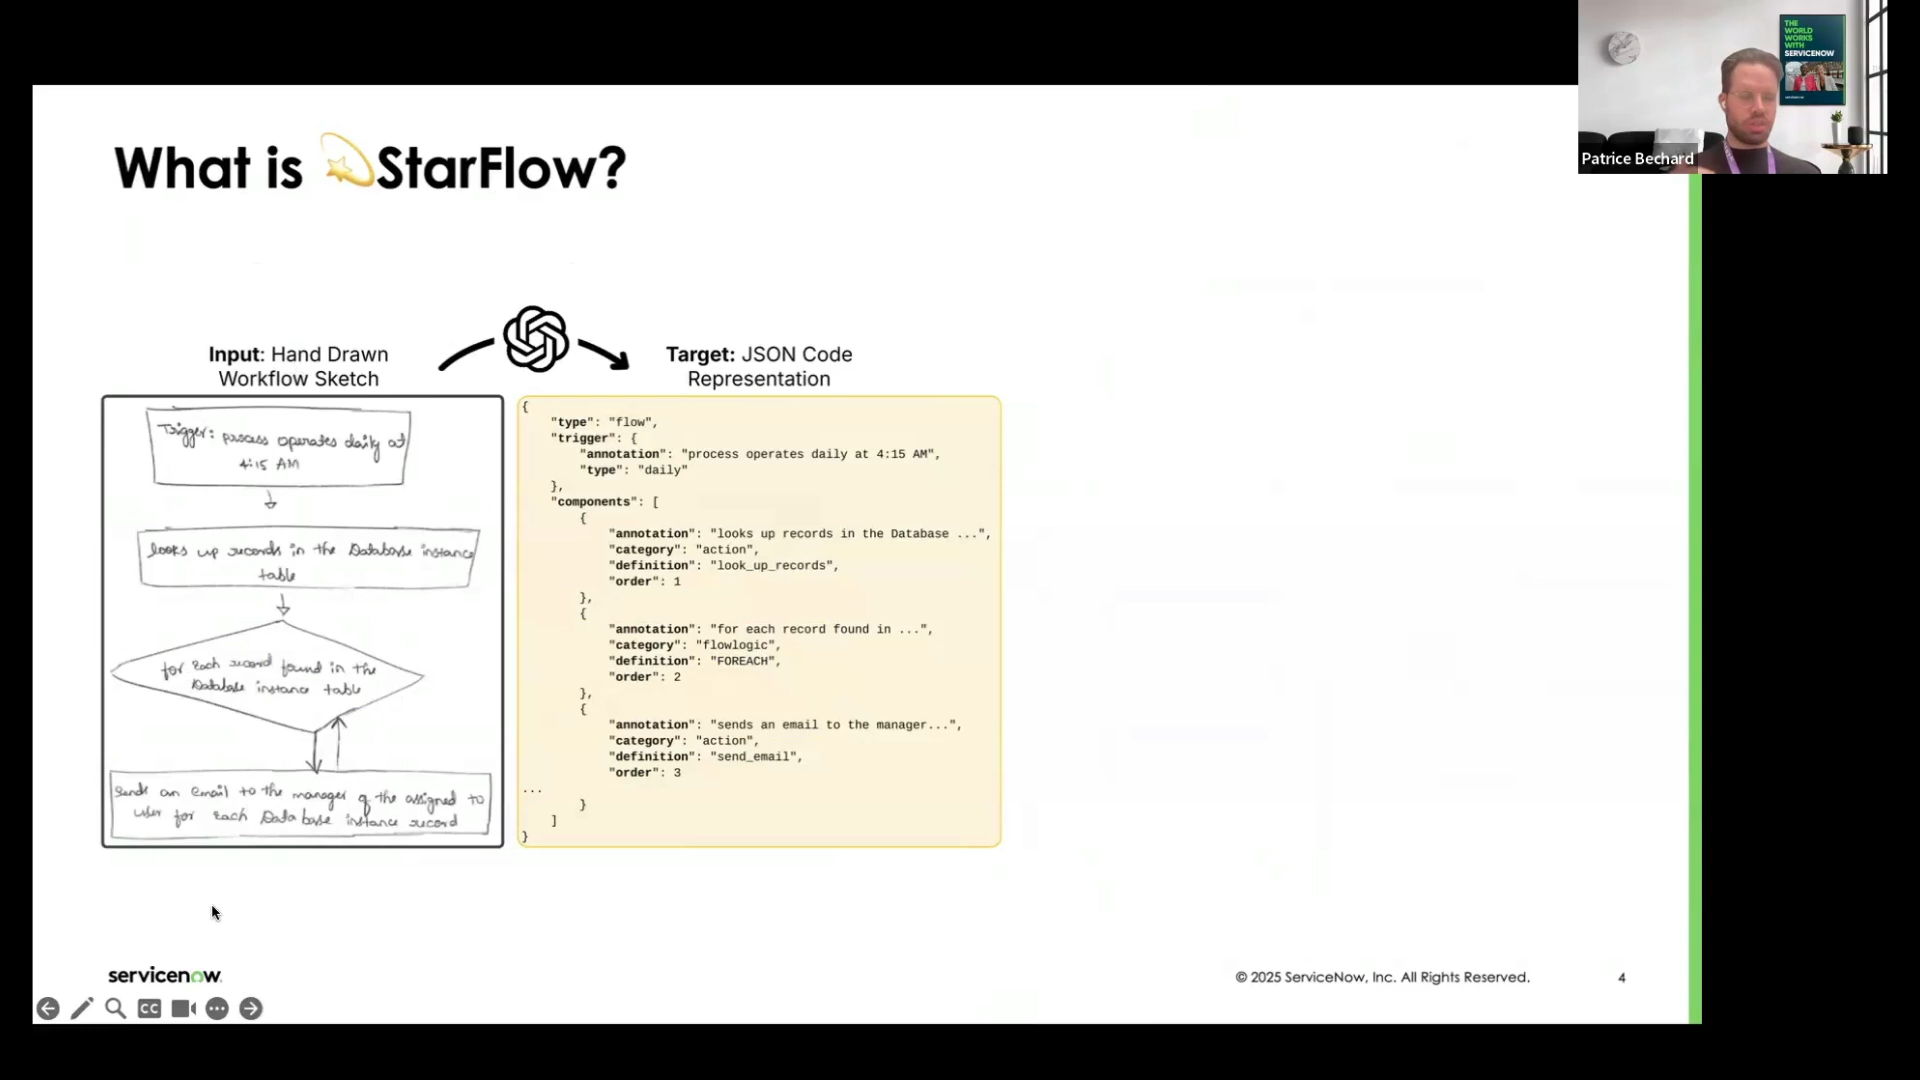 THE
WORLD
WORKS
WITH
SERVICENOW
Patrice Bechard
What is StarFlow?
Input: Hand Drawn
Workflow Sketch
Target: JSON Code
Representation
Trigger: process operates daily at
4:15 AM
looks up records in the Database instance
table
for each record found in the
Database instance table
Sends an email to the manager of the assigned to
user for each Database instance record
{
"type": "flow",
"trigger": {
"annotation": "process operates daily at 4:15 AM",
"type": "daily"
},
"components": [
{
"annotation": "looks up records in the Database ...",
"category": "action",
"definition": "look_up_records",
"order": 1
},
{
"annotation": "for each record found in ...",
"category": "flowlogic",
"definition": "FOREACH",
"order": 2
},
{
"annotation": "sends an email to the manager...",
"category": "action",
"definition": "send_email",
"order": 3
...
}
]
}
servicenow
© 2025 ServiceNow, Inc. All Rights Reserved.
4
CC